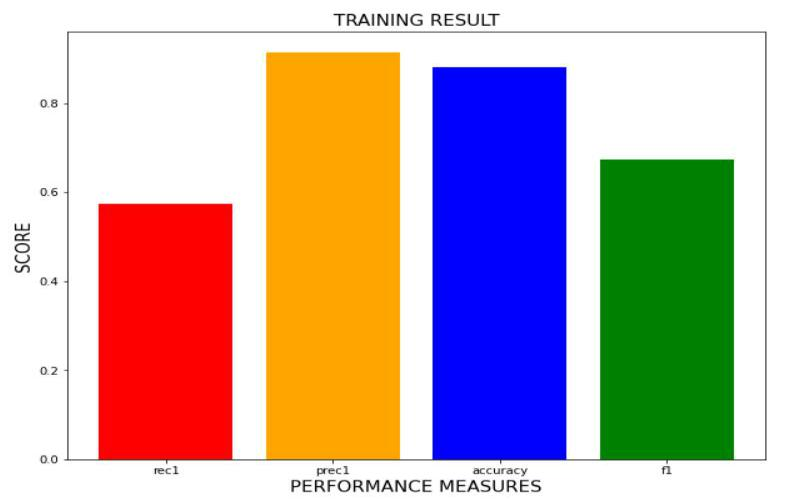 TRAINING RESULT
SCORE
0.8
0.6
0.4
0.2
0.0
rec1
prec1
accuracy
f1
PERFORMANCE MEASURES